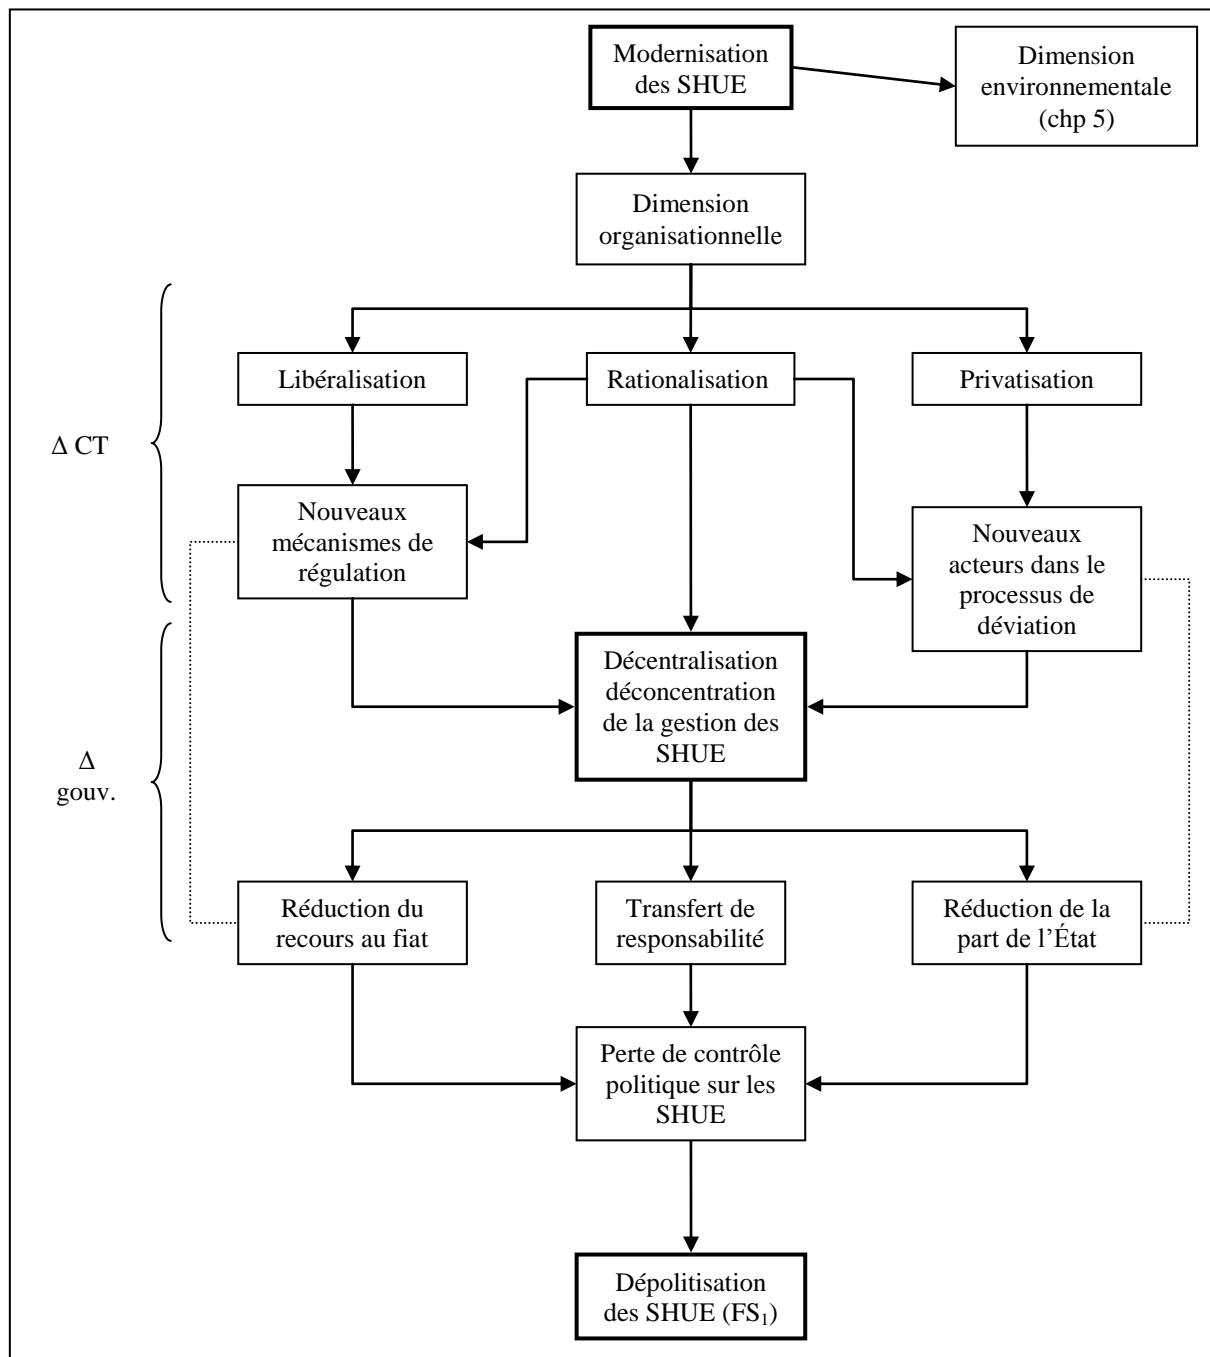 Modernisation
des SHUE
Dimension
environnementale
(chp 5)
Dimension
organisationnelle
Libéralisation
Rationalisation
Privatisation
Δ CT
Nouveaux
mécanismes de
régulation
Nouveaux
acteurs dans le
processus de
déviation
Décentralisation
déconcentration
de la gestion des
SHUE
Δ
gouv.
Réduction du
recours au fiat
Transfert de
responsabilité
Réduction de la
part de l’État
Perte de contrôle
politique sur les
SHUE
Dépolitisation
des SHUE (FS₁)